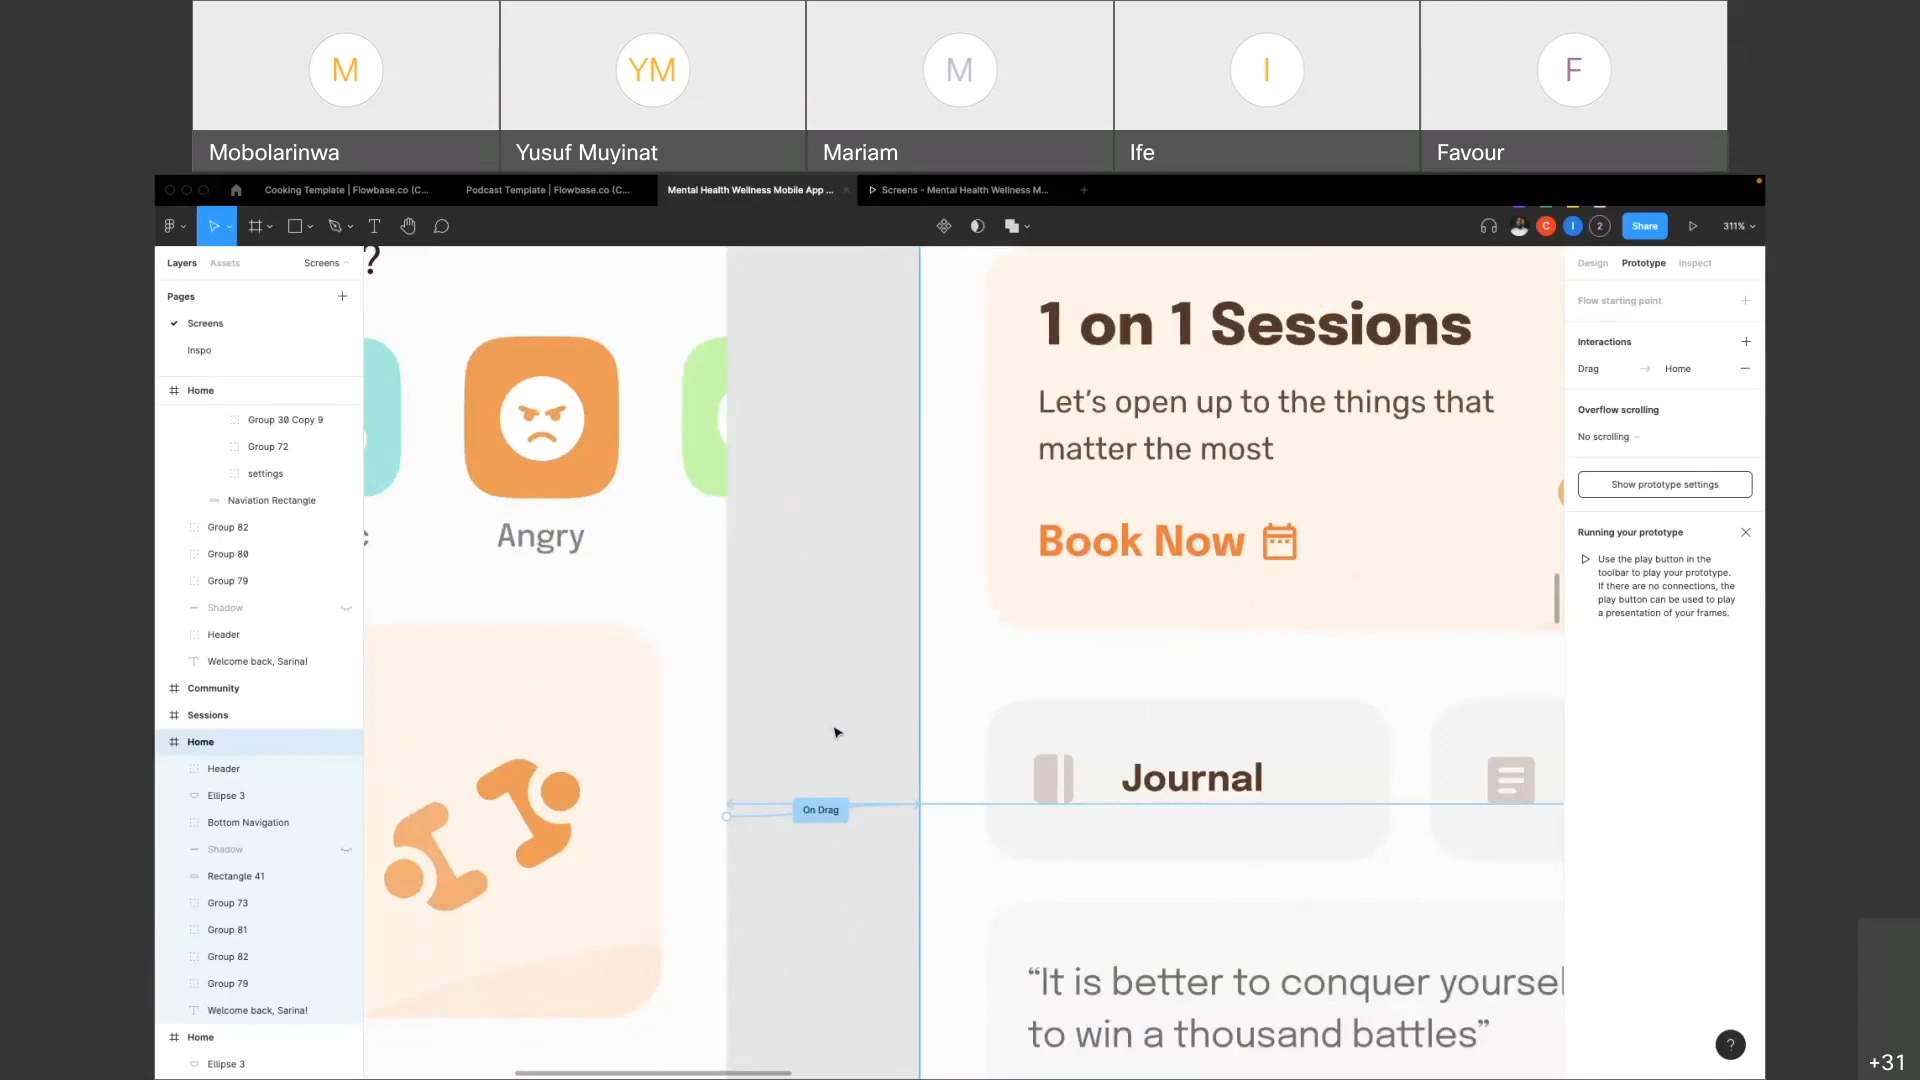 M
YM
M
I
F
Mobolarinwa
Yusuf Muyinat
Mariam
Ife
Favour
Cooking Template | Flowbase.co (C...
Podcast Template | Flowbase.co (C...
Mental Health Wellness Mobile App ...
Screens - Mental Health Wellness M...
C
I
2
Share
311%
Layers
Assets
Screens
Pages
Screens
Inspo
Home
Group 30 Copy 9
Group 72
settings
Naviation Rectangle
Group 82
Group 80
Group 79
Shadow
Header
Welcome back, Sarina!
Community
Sessions
Home
Header
Ellipse 3
Bottom Navigation
Shadow
Rectangle 41
Group 73
Group 81
Group 82
Group 79
Welcome back, Sarina!
Home
Ellipse 3
?
c
Angry
On Drag
1 on 1 Sessions
Let’s open up to the things that
matter the most
Book Now
Journal
“It is better to conquer yoursel
to win a thousand battles”
Design
Prototype
Inspect
Flow starting point
Interactions
Drag
Home
Overflow scrolling
No scrolling
Show prototype settings
Running your prototype
Use the play button in the
toolbar to play your prototype.
If there are no connections, the
play button can be used to play
a presentation of your frames.
?
+31